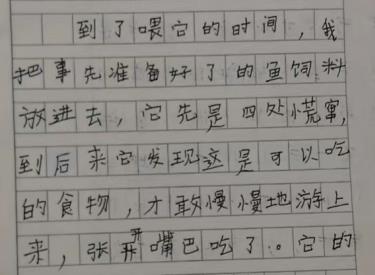 到了喂它的时间，我
把事先准备好了的鱼饲料
放进去，它先是四处慌窜，
到后来它发现这是可以吃
的食物，才敢慢慢地游上
来，张开嘴巴吃了。它的